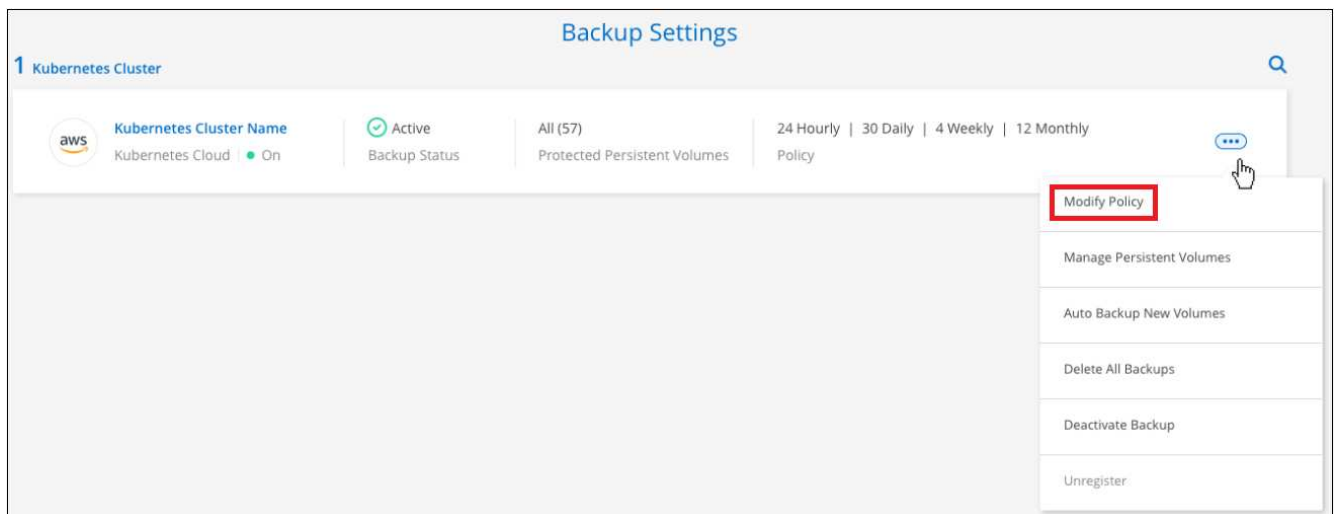 Backup Settings
1 Kubernetes Cluster
aws
Kubernetes Cluster Name
Kubernetes Cloud | On
Active
Backup Status
All (57)
Protected Persistent Volumes
24 Hourly | 30 Daily | 4 Weekly | 12 Monthly
Policy
Modify Policy
Manage Persistent Volumes
Auto Backup New Volumes
Delete All Backups
Deactivate Backup
Unregister